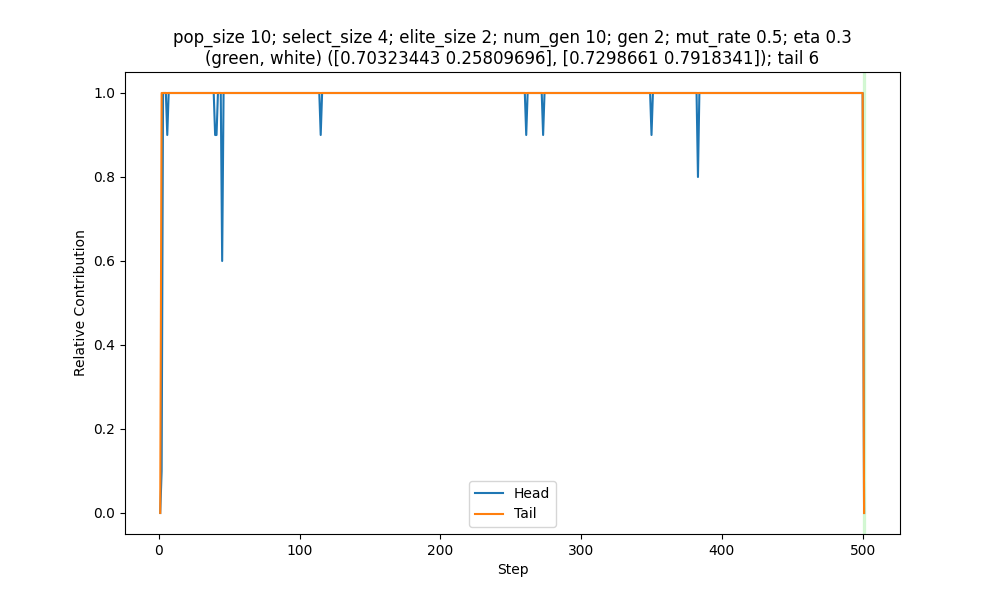 pop_size 10; select_size 4; elite_size 2; num_gen 10; gen 2; mut_rate 0.5; eta 0.3
(green, white) ([0.70323443 0.25809696], [0.7298661 0.7918341]); tail 6
1.0
0.8
0.6
0.4
0.2
0.0
Relative Contribution
Head
Tail
0 100 200 300 400 500
Step